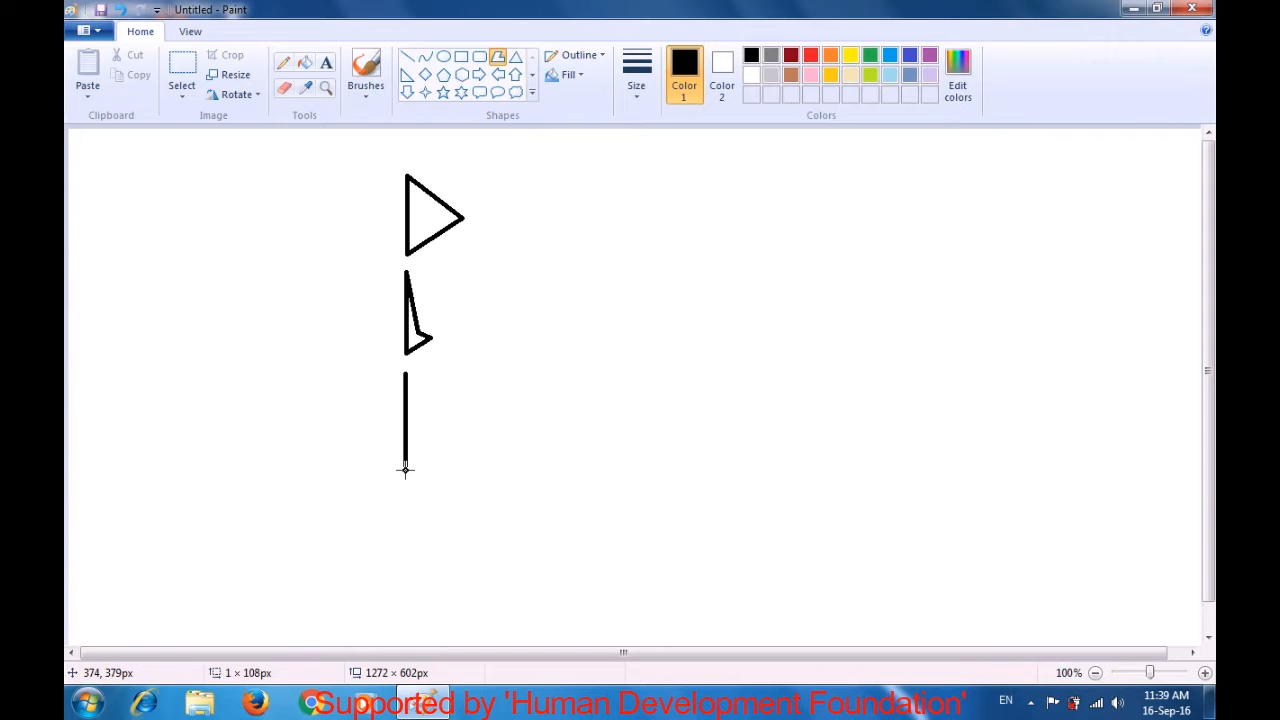 Untitled - Paint
Home
View
Paste
Cut
Copy
Clipboard
Select
Crop
Resize
Rotate
Image
A
Tools
Brushes
Outline
Fill
Shapes
Size
Color 1
Color 2
Edit colors
Colors
374, 379px
1 × 108px
1272 × 602px
100%
Supported by 'Human Development Foundation'
EN
11:39 AM
16-Sep-16